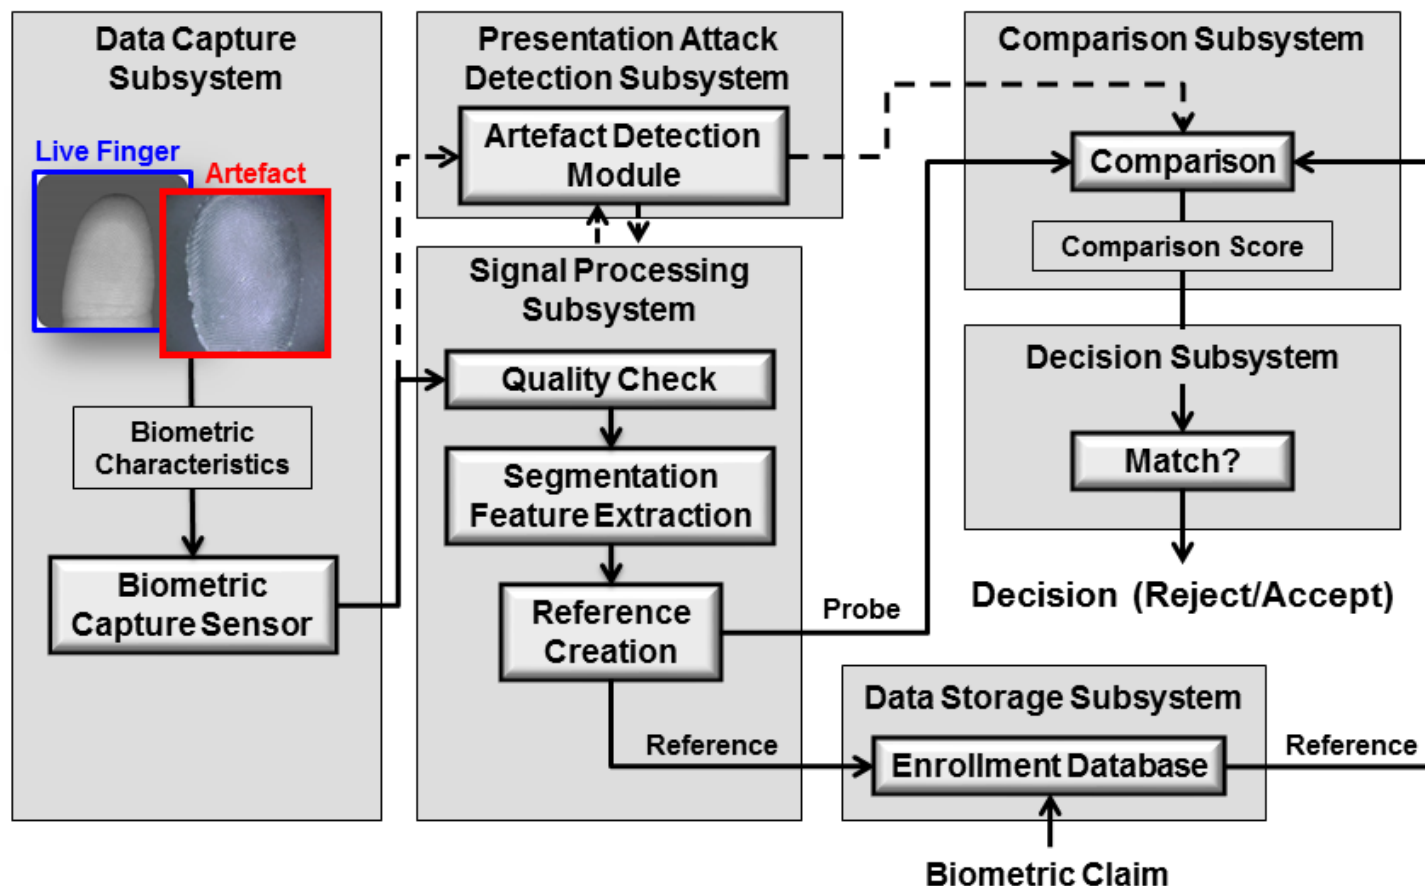 Data Capture
Subsystem
Live Finger
Artefact
Biometric
Characteristics
Biometric
Capture Sensor
Presentation Attack
Detection Subsystem
Artefact Detection
Module
Signal Processing
Subsystem
Quality Check
Segmentation
Feature Extraction
Reference
Creation
Probe
Reference
Comparison Subsystem
Comparison
Comparison Score
Decision Subsystem
Match?
Decision (Reject/Accept)
Data Storage Subsystem
Enrollment Database
Reference
Biometric Claim